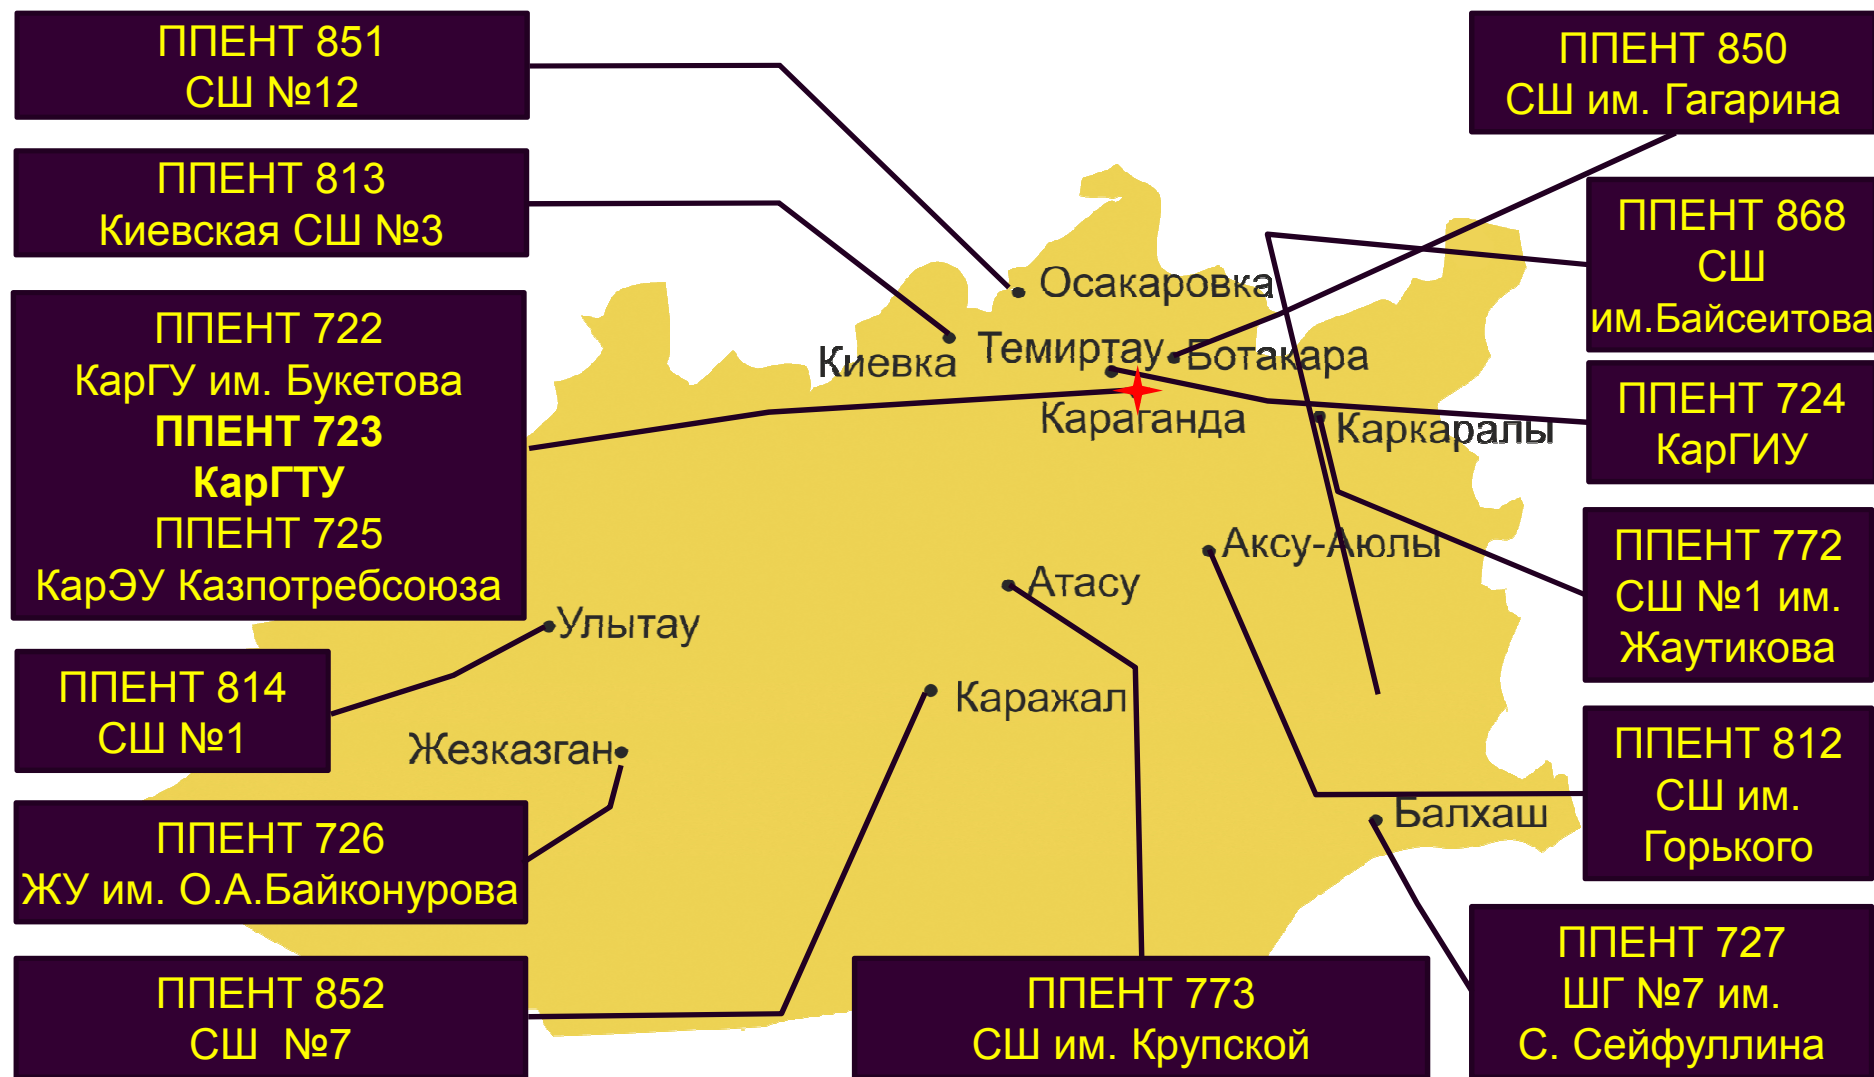 ППЕНТ 851
СШ №12
ППЕНТ 850
СШ им. Гагарина
ППЕНТ 813
Киевская СШ №3
ППЕНТ 868
СШ
им.Байсеитова
ППЕНТ 722
КарГУ им. Букетова
ППЕНТ 723
КарГТУ
ППЕНТ 725
КарЭУ Казпотребсоюза
Осакаровка
Киевка
Темиртау
Ботакара
Караганда
Каркаралы
ППЕНТ 724
КарГИУ
ППЕНТ 772
СШ №1 им.
Жаутикова
Аксу-Аюлы
Атасу
Улытау
Каражал
Жезказган
Балхаш
ППЕНТ 814
СШ №1
ППЕНТ 812
СШ им.
Горького
ППЕНТ 726
ЖУ им. О.А.Байконурова
ППЕНТ 852
СШ №7
ППЕНТ 773
СШ им. Крупской
ППЕНТ 727
ШГ №7 им.
С. Сейфуллина